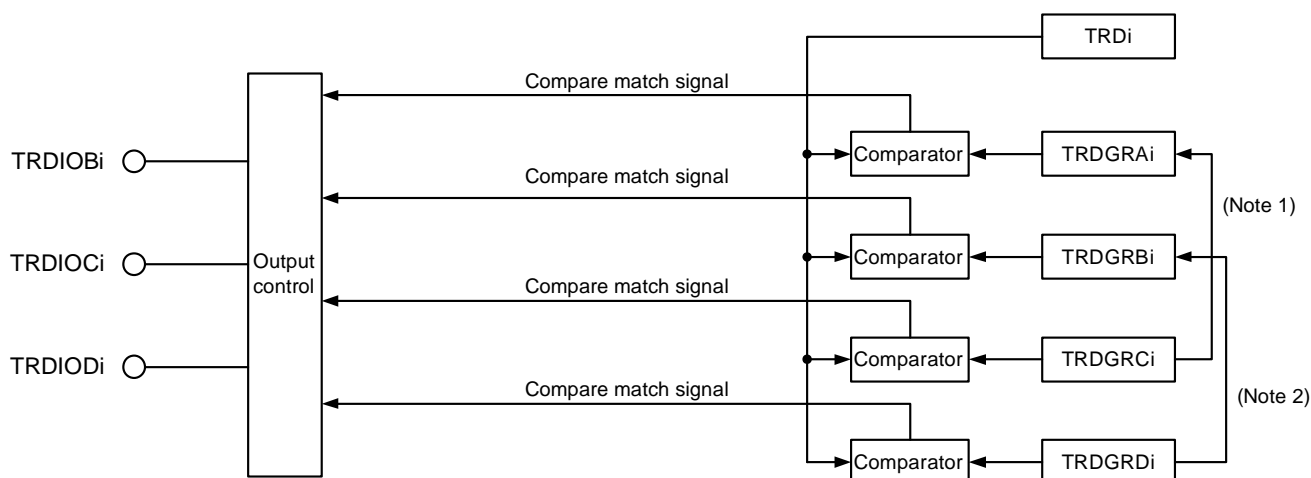 TRDi
Compare match signal
TRDIOBi
Comparator
TRDGRAi
Compare match signal
(Note 1)
TRDIOCi
Output
control
Comparator
TRDGRBi
Compare match signal
TRDIODi
Comparator
TRDGRCi
Compare match signal
(Note 2)
Comparator
TRDGRDi